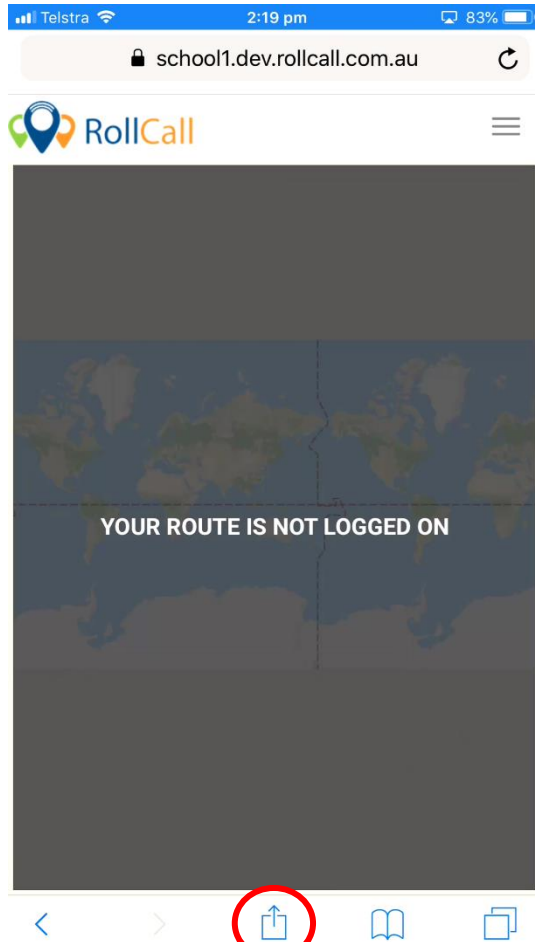 Telstra 2:19 pm 83%
school1.dev.rollcall.com.au
RollCall
YOUR ROUTE IS NOT LOGGED ON